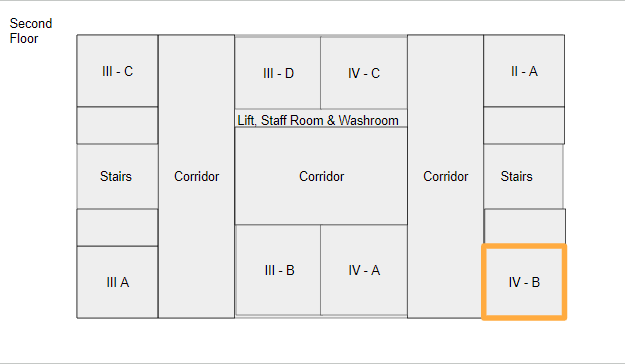 Second
Floor
III - C
III - D
IV - C
II - A
Lift, Staff Room & Washroom
Stairs
Corridor
Corridor
Corridor
Stairs
III A
III - B
IV - A
IV - B